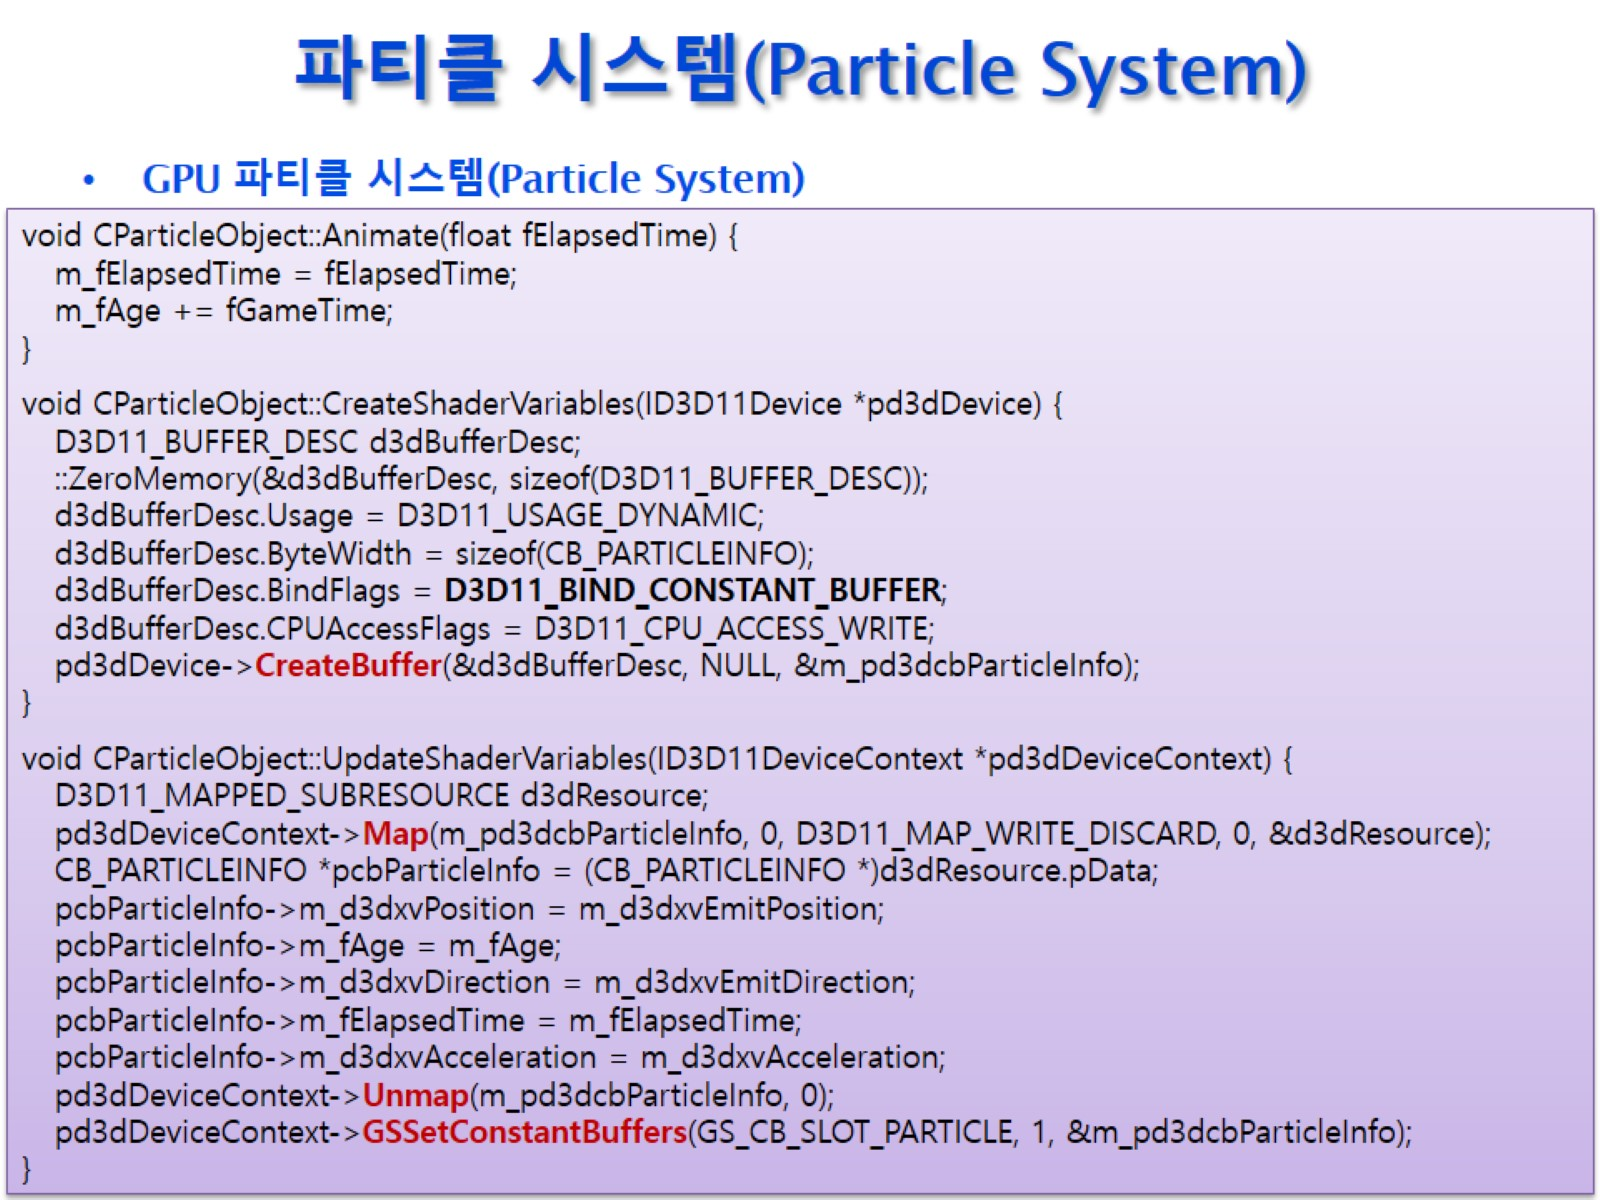 파티클 시스템(Particle System)
• GPU 파티클 시스템(Particle System)
void CParticleObject::Animate(float fElapsedTime) {
m_fElapsedTime = fElapsedTime;
m_fAge += fGameTime;
}
void CParticleObject::CreateShaderVariables(ID3D11Device *pd3dDevice) {
D3D11_BUFFER_DESC d3dBufferDesc;
::ZeroMemory(&d3dBufferDesc, sizeof(D3D11_BUFFER_DESC));
d3dBufferDesc.Usage = D3D11_USAGE_DYNAMIC;
d3dBufferDesc.ByteWidth = sizeof(CB_PARTICLEINFO);
d3dBufferDesc.BindFlags = D3D11_BIND_CONSTANT_BUFFER;
d3dBufferDesc.CPUAccessFlags = D3D11_CPU_ACCESS_WRITE;
pd3dDevice->CreateBuffer(&d3dBufferDesc, NULL, &m_pd3dcbParticleInfo);
}
void CParticleObject::UpdateShaderVariables(ID3D11DeviceContext *pd3dDeviceContext) {
D3D11_MAPPED_SUBRESOURCE d3dResource;
pd3dDeviceContext->Map(m_pd3dcbParticleInfo, 0, D3D11_MAP_WRITE_DISCARD, 0, &d3dResource);
CB_PARTICLEINFO *pcbParticleInfo = (CB_PARTICLEINFO *)d3dResource.pData;
pcbParticleInfo->m_d3dxvPosition = m_d3dxvEmitPosition;
pcbParticleInfo->m_fAge = m_fAge;
pcbParticleInfo->m_d3dxvDirection = m_d3dxvEmitDirection;
pcbParticleInfo->m_fElapsedTime = m_fElapsedTime;
pcbParticleInfo->m_d3dxvAcceleration = m_d3dxvAcceleration;
pd3dDeviceContext->Unmap(m_pd3dcbParticleInfo, 0);
pd3dDeviceContext->GSSetConstantBuffers(GS_CB_SLOT_PARTICLE, 1, &m_pd3dcbParticleInfo);
}